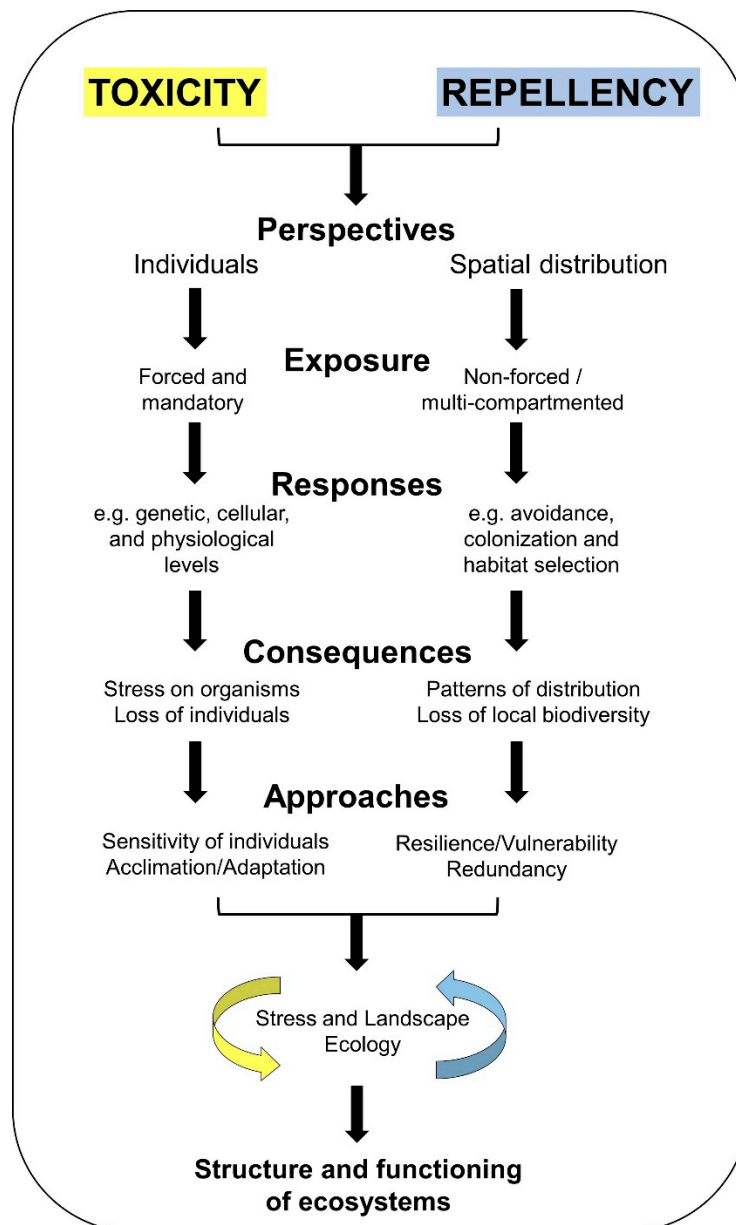 TOXICITY
REPELLENCY
Perspectives
Individuals
Spatial distribution
Exposure
Forced and
mandatory
Non-forced /
multi-compartmented
Responses
e.g. genetic, cellular,
and physiological
levels
e.g. avoidance,
colonization and
habitat selection
Consequences
Stress on organisms
Loss of individuals
Patterns of distribution
Loss of local biodiversity
Approaches
Sensitivity of individuals
Acclimation/Adaptation
Resilience/Vulnerability
Redundancy
Stress and Landscape
Ecology
Structure and functioning
of ecosystems